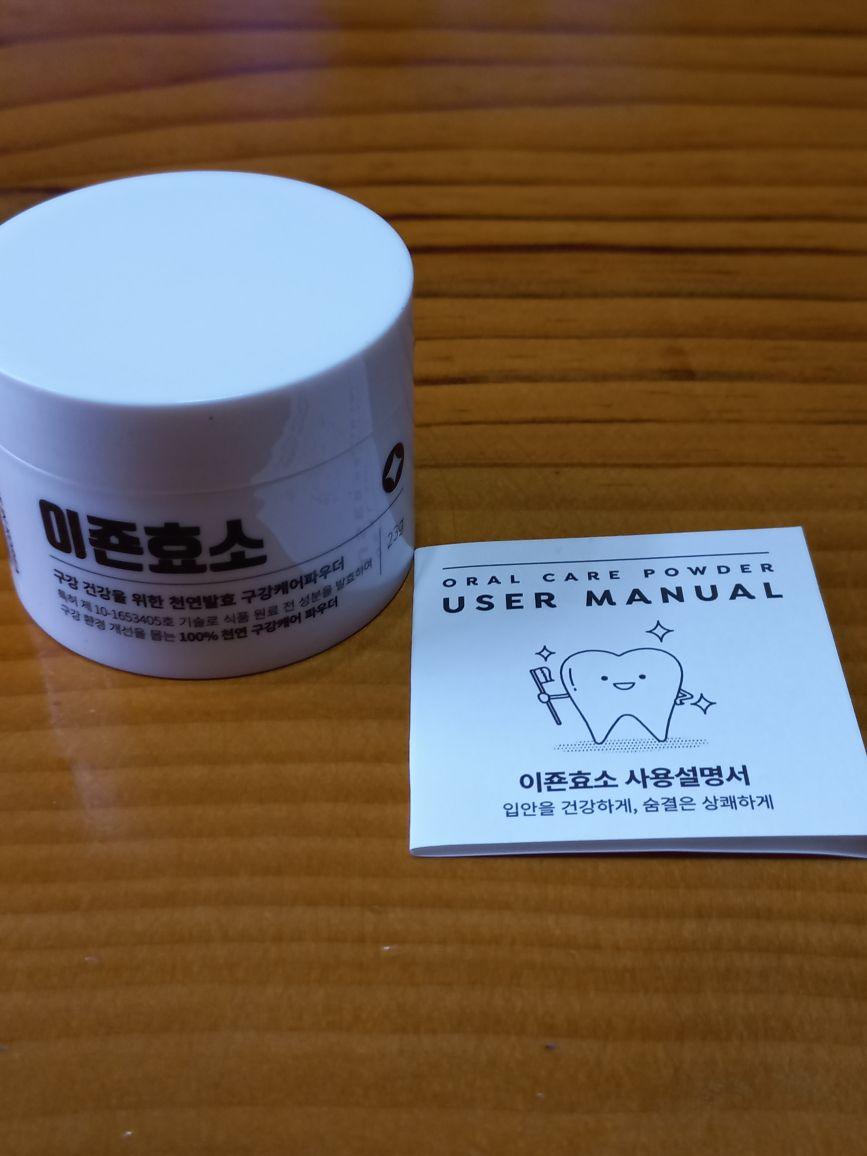 이죤효소
23g
구강 건강을 위한 천연발효 구강케어파우더
특허 제 10-1653405호 기술로 식품 원료 전 성분을 발효하여
구강 환경 개선을 돕는 100% 천연 구강케어 파우더
ORAL CARE POWDER
USER MANUAL
이죤효소 사용설명서
입안을 건강하게, 숨결은 상쾌하게